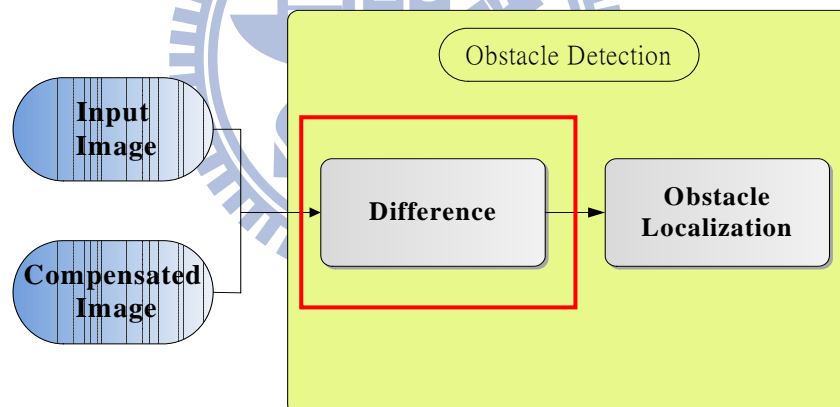 Obstacle Detection
Input
Image
Difference
Obstacle
Localization
Compensated
Image